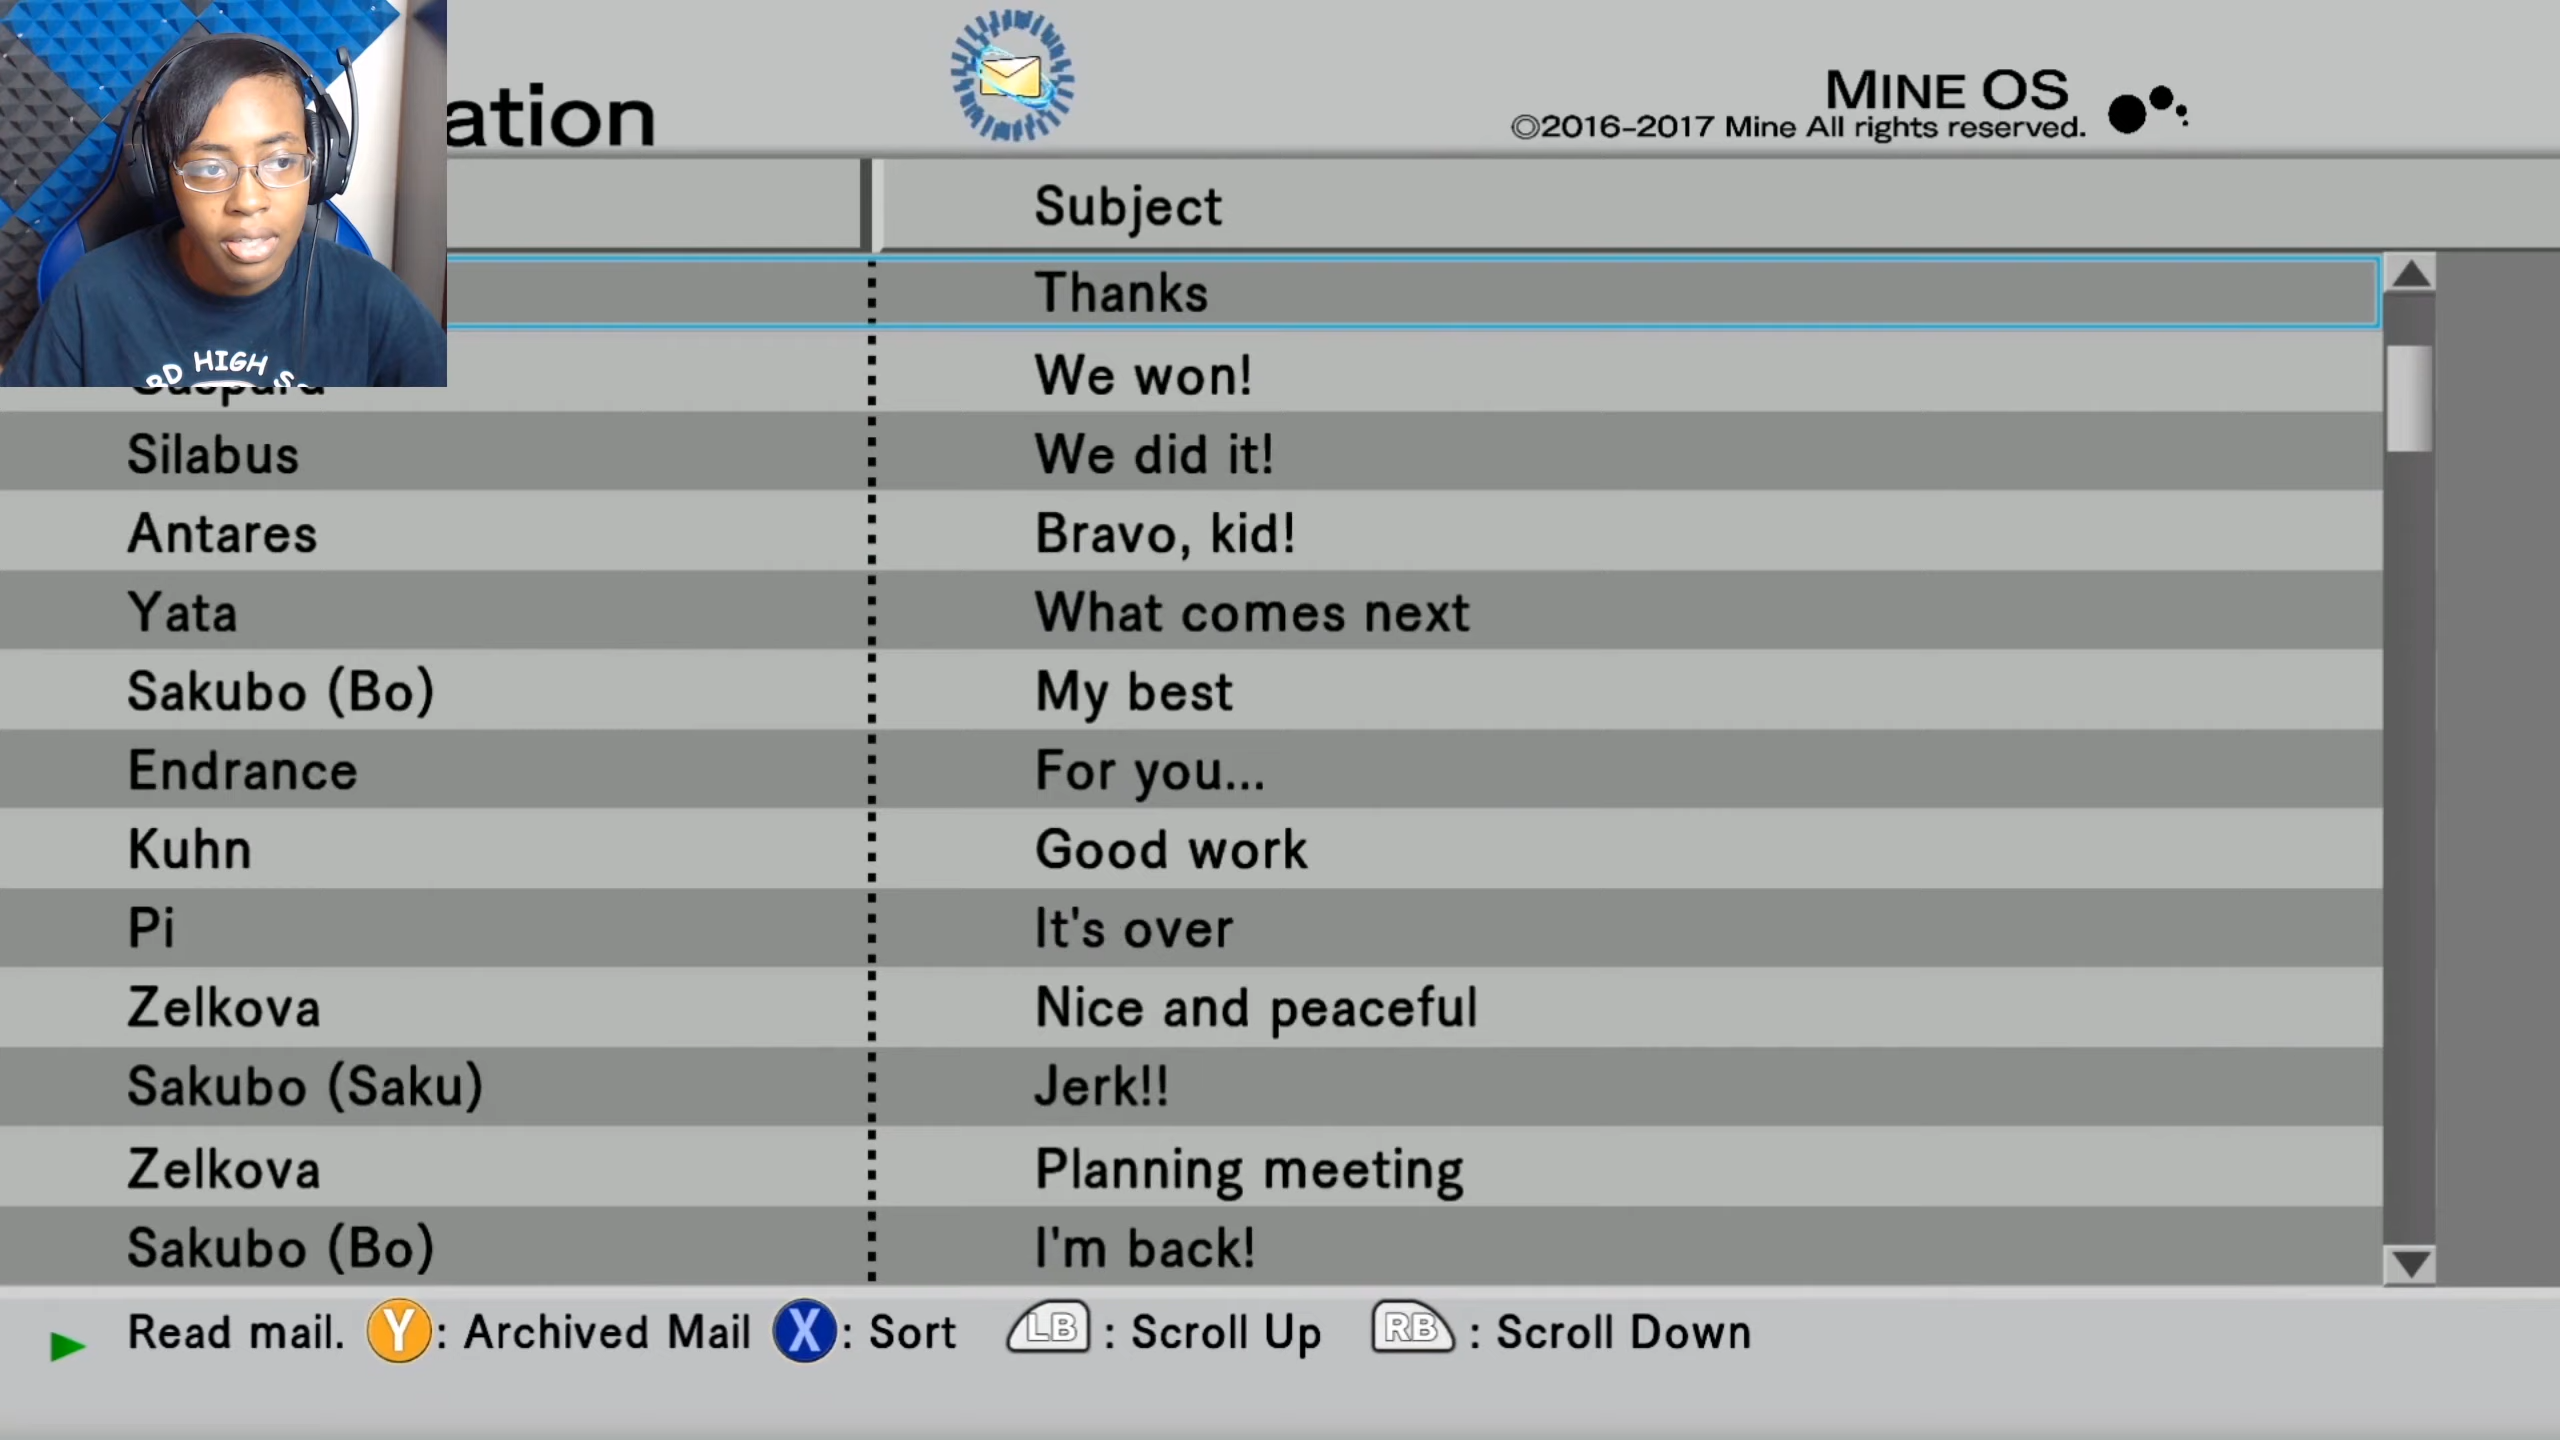 ation
MINE OS
©2016-2017 Mine All rights reserved.
Subject
Thanks
We won!
Silabus We did it!
Antares Bravo, kid!
Yata What comes next
Sakubo (Bo) My best
Endrance For you...
Kuhn Good work
Pi It's over
Zelkova Nice and peaceful
Sakubo (Saku) Jerk!!
Zelkova Planning meeting
Sakubo (Bo) I'm back!
Read mail. Y: Archived Mail X: Sort LB : Scroll Up RB : Scroll Down
RD HIGH S